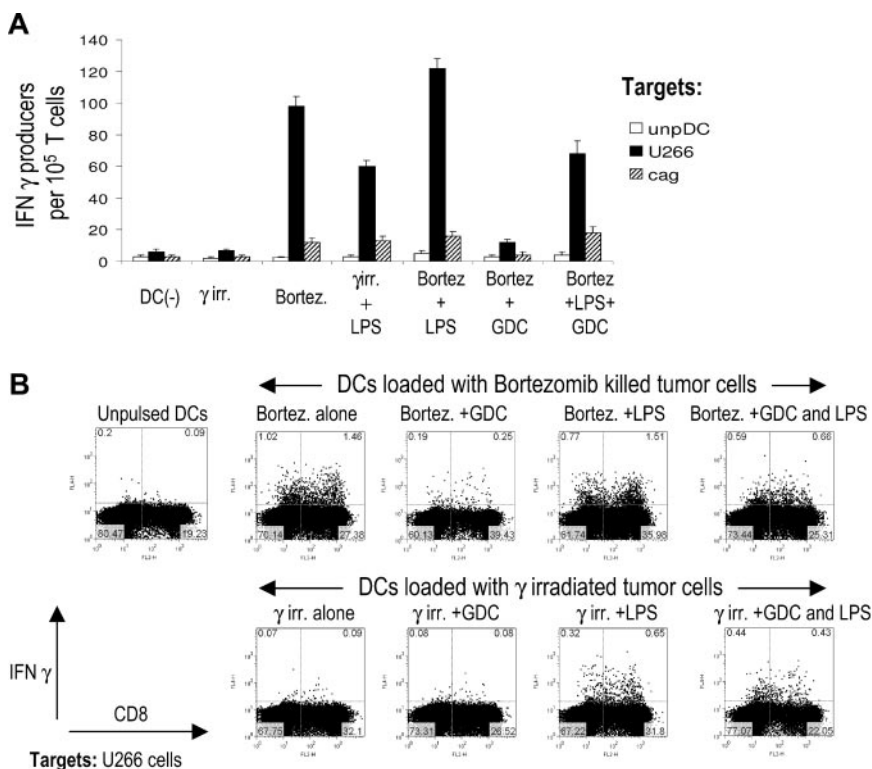 A
IFN γ producers
per 10⁵ T cells
140
120
100
80
60
40
20
0
DC(-)
γ irr.
Bortez.
γirr.
+
LPS
Bortez
+
LPS
Bortez
+
GDC
Bortez
+LPS+
GDC
Targets:
unpDC
U266
cag
B
DCs loaded with Bortezomib killed tumor cells
Unpulsed DCs
Bortez. alone
Bortez. +GDC
Bortez. +LPS
Bortez. +GDC and LPS
0.2 0.09
80.47 19.23
1.02 1.46
70.14 27.38
0.19 0.25
60.13 39.43
0.77 1.51
61.74 35.98
0.59 0.66
73.44 25.31
FL4-H
FL2-H
DCs loaded with γ irradiated tumor cells
γ irr. alone
γ irr. +GDC
γ irr. +LPS
γ irr. +GDC and LPS
0.07 0.09
67.75 32.1
0.08 0.08
73.31 26.52
0.32 0.65
67.22 31.8
0.44 0.43
77.07 22.05
IFN γ
CD8
Targets: U266 cells